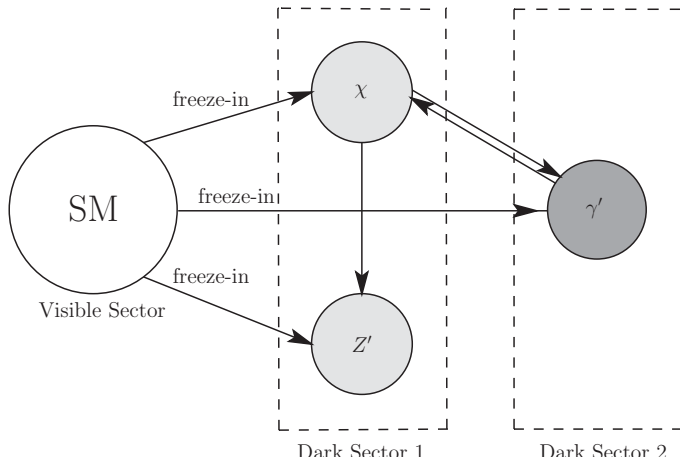 freeze-in
χ
SM
freeze-in
γ′
freeze-in
Visible Sector
Z′
Dark Sector 1
Dark Sector 2